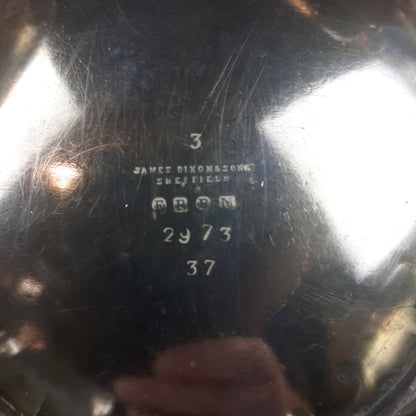 3
JAMES DIXON & SONS
SHEFFIELD
E P B M
2973
37